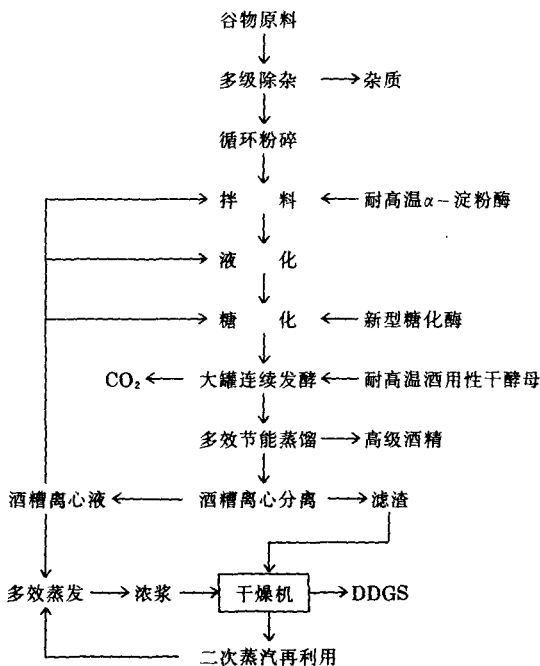 谷物原料
多级除杂 杂质
循环粉碎
拌 料 耐高温α-淀粉酶
液 化
糖 化 新型糖化酶
CO₂ 大罐连续发酵 耐高温酒用性干酵母
多效节能蒸馏 高级酒精
酒糟离心液 酒糟离心分离 滤渣
多效蒸发 浓浆 干燥机 DDGS
二次蒸汽再利用